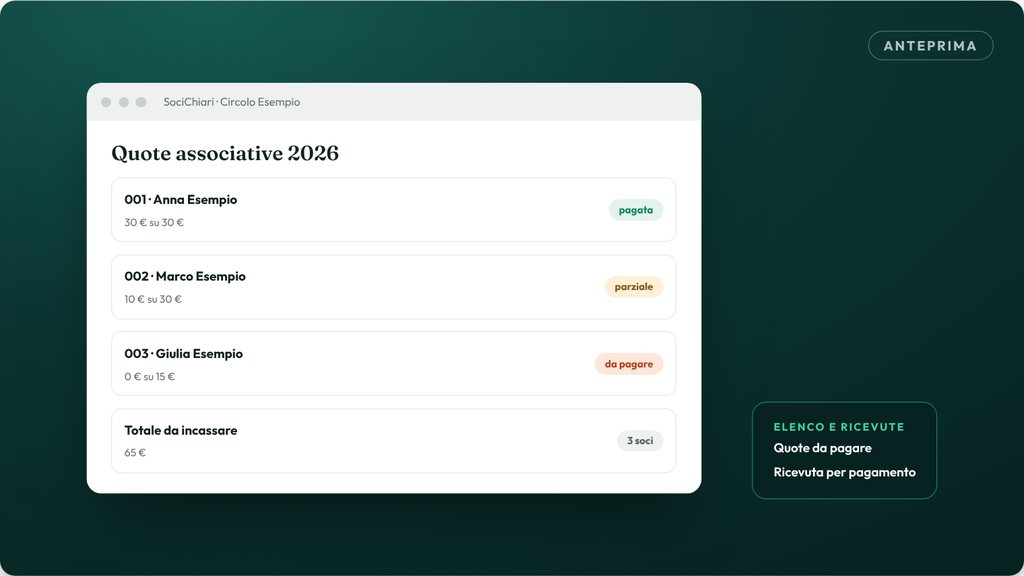 ANTEPRIMA
SociChiari · Circolo Esempio
Quote associative 2026
001 · Anna Esempio
30 € su 30 €
pagata
002 · Marco Esempio
10 € su 30 €
parziale
003 · Giulia Esempio
0 € su 15 €
da pagare
Totale da incassare
65 €
3 soci
ELENCO E RICEVUTE
Quote da pagare
Ricevuta per pagamento